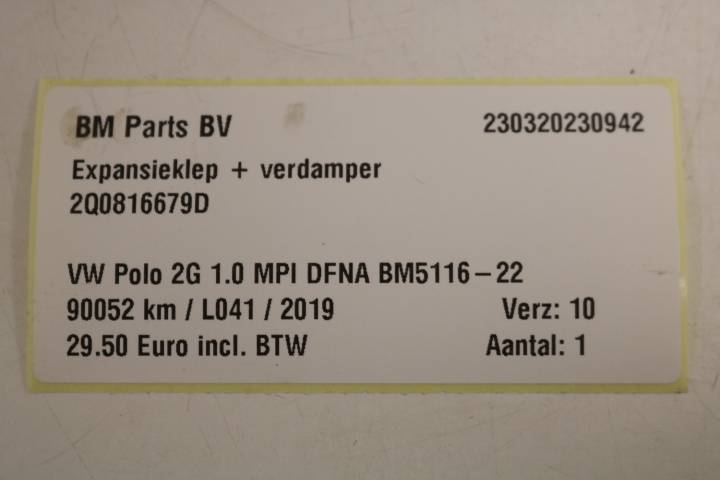 BM Parts BV 230320230942
Expansieklep + verdamper
2Q0816679D
VW Polo 2G 1.0 MPI DFNA BM5116-22
90052 km / L041 / 2019 Verz: 10
29.50 Euro incl. BTW Aantal: 1